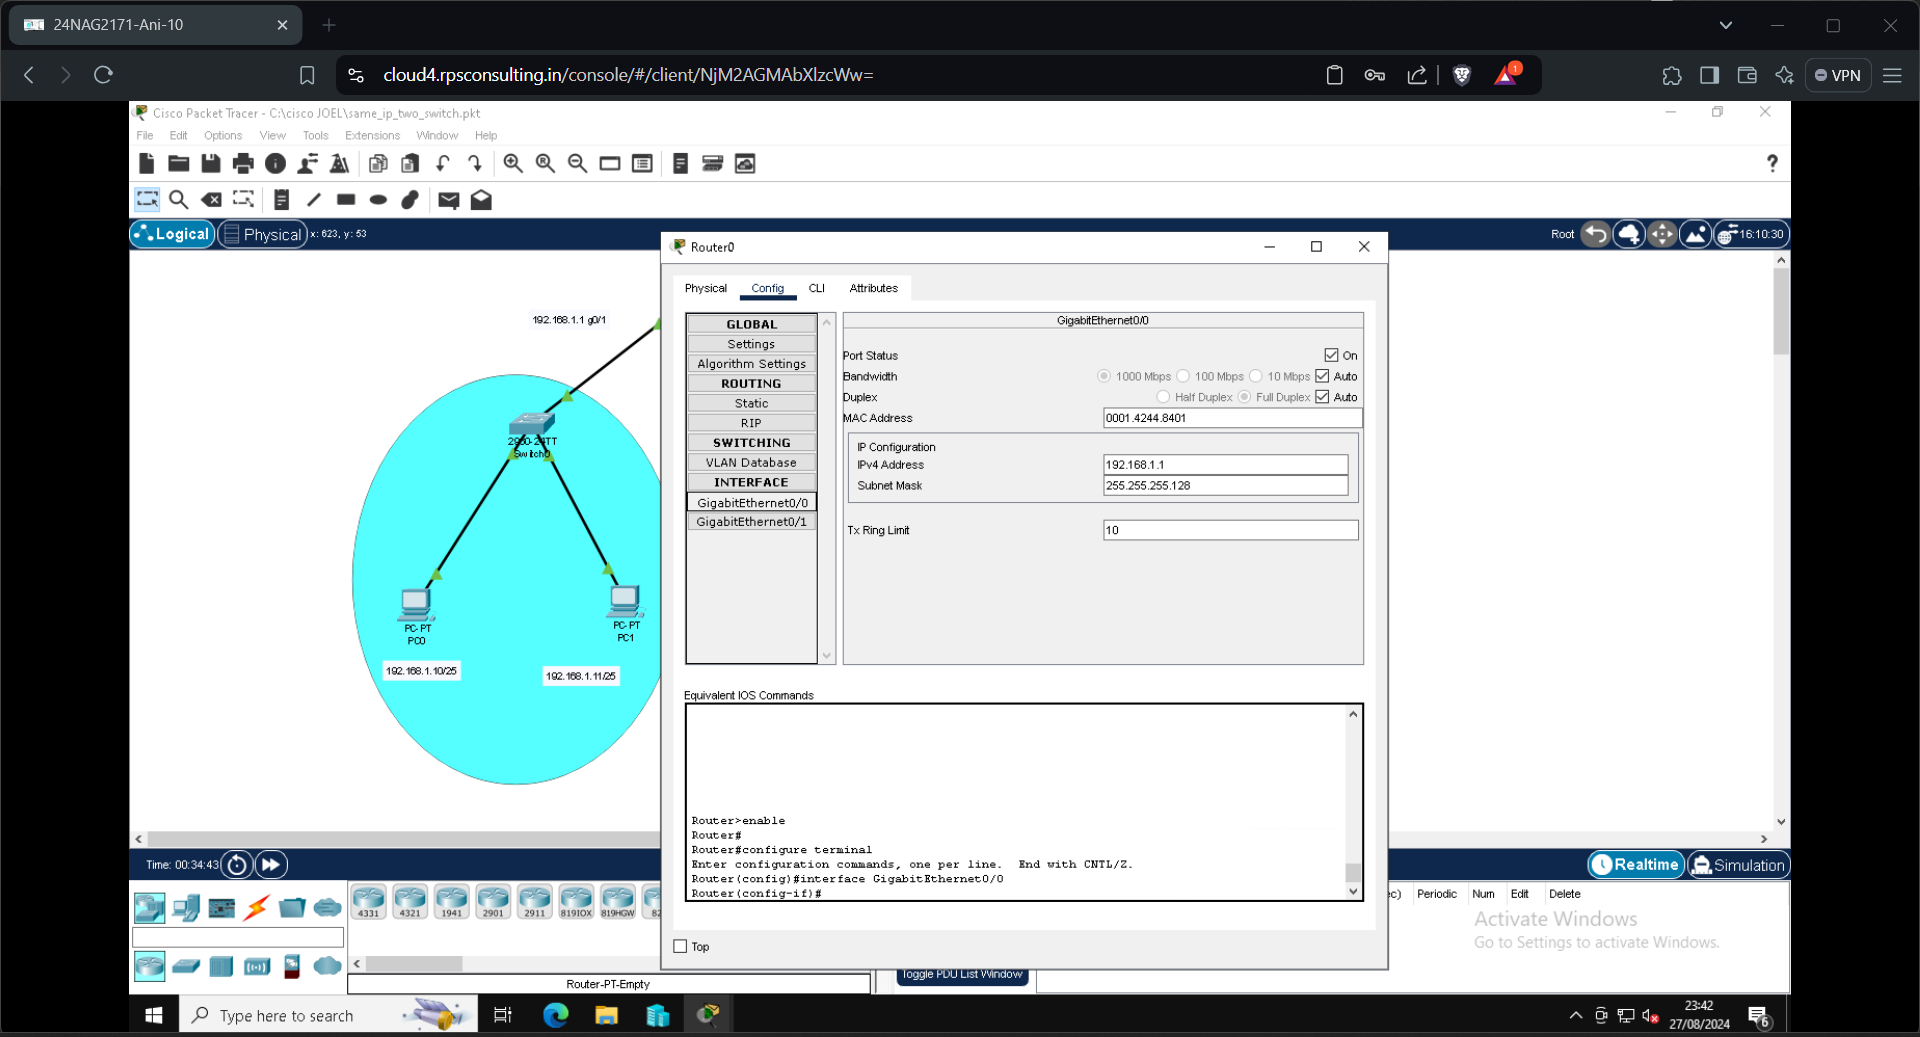 24NAG2171-Ani-10
cloud4.rpsconsulting.in/console/#/client/NjM2AGMAbXlzcWw=
1
VPN
Cisco Packet Tracer - C:\cisco JOEL\same_ip_two_switch.pkt
File Edit Options View Tools Extensions Window Help
?
Logical Physical x: 623, y: 53
Root 16:10:30
192.168.1.1 g0/1
2960-24TT
Switch0
PC-PT
PC0
PC-PT
PC1
192.168.1.10/25
192.168.1.11/25
Router0
Physical Config CLI Attributes
GLOBAL
Settings
Algorithm Settings
ROUTING
Static
RIP
SWITCHING
VLAN Database
INTERFACE
GigabitEthernet0/0
GigabitEthernet0/1
GigabitEthernet0/0
Port Status On
Bandwidth 1000 Mbps 100 Mbps 10 Mbps Auto
Duplex Half Duplex Full Duplex Auto
MAC Address 0001.4244.8401
IP Configuration
IPv4 Address 192.168.1.1
Subnet Mask 255.255.255.128
Tx Ring Limit 10
Equivalent IOS Commands
Router>enable
Router#
Router#configure terminal
Enter configuration commands, one per line. End with CNTL/Z.
Router(config)#interface GigabitEthernet0/0
Router(config-if)#
Top
Time: 00:34:43
Realtime Simulation
4331 4321 1941 2901 2911 819IOX 819HGW
Router-PT-Empty
Periodic Num Edit Delete
Toggle PDU List Window
Activate Windows
Go to Settings to activate Windows.
Type here to search
23:42
27/08/2024
6